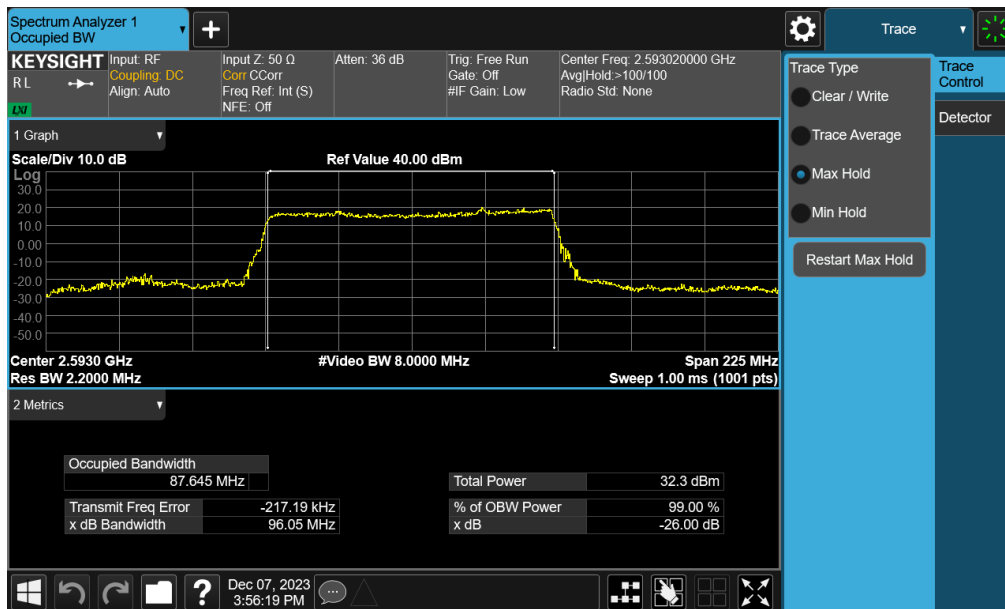 Spectrum Analyzer 1
Occupied BW
Trace
KEYSIGHT
R L
LXI
Input: RF
Coupling: DC
Align: Auto
Input Z: 50 Ω
Corr CCorr
Freq Ref: Int (S)
NFE: Off
Atten: 36 dB
Trig: Free Run
Gate: Off
#IF Gain: Low
Center Freq: 2.593020000 GHz
Avg|Hold:>100/100
Radio Std: None
Trace Type
Clear / Write
Trace Average
Max Hold
Min Hold
Restart Max Hold
Trace
Control
Detector
1 Graph
Scale/Div 10.0 dB
Ref Value 40.00 dBm
Log
30.0
20.0
10.0
0.00
-10.0
-20.0
-30.0
-40.0
-50.0
Center 2.5930 GHz
#Video BW 8.0000 MHz
Span 225 MHz
Res BW 2.2000 MHz
Sweep 1.00 ms (1001 pts)
2 Metrics
Occupied Bandwidth
87.645 MHz
Total Power 32.3 dBm
Transmit Freq Error -217.19 kHz
% of OBW Power 99.00 %
x dB Bandwidth 96.05 MHz
x dB -26.00 dB
Dec 07, 2023
3:56:19 PM